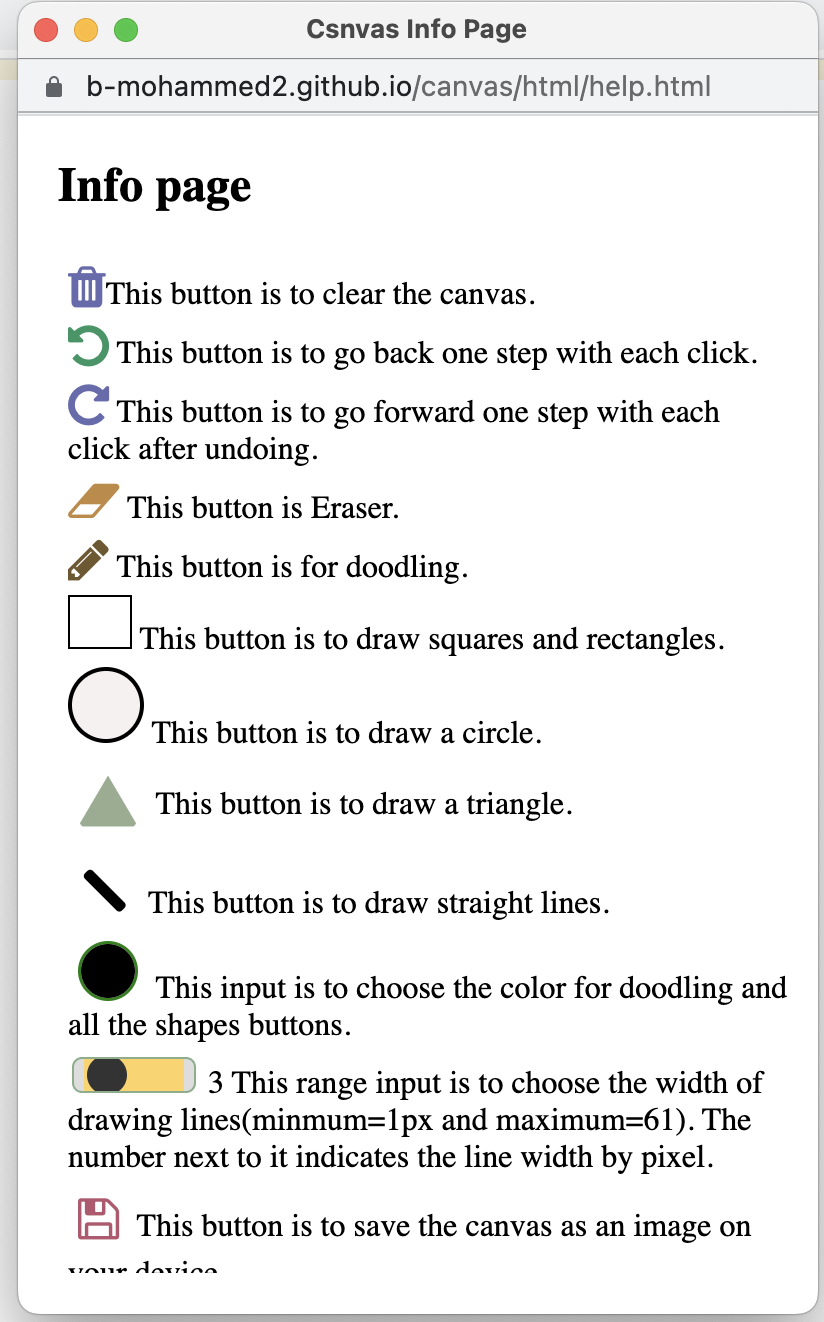 Csnvas Info Page
b-mohammed2.github.io/canvas/html/help.html
Info page
This button is to clear the canvas.
This button is to go back one step with each click.
This button is to go forward one step with each
click after undoing.
This button is Eraser.
This button is for doodling.
This button is to draw squares and rectangles.
This button is to draw a circle.
This button is to draw a triangle.
This button is to draw straight lines.
This input is to choose the color for doodling and
all the shapes buttons.
3 This range input is to choose the width of
drawing lines(minmum=1px and maximum=61). The
number next to it indicates the line width by pixel.
This button is to save the canvas as an image on
your device